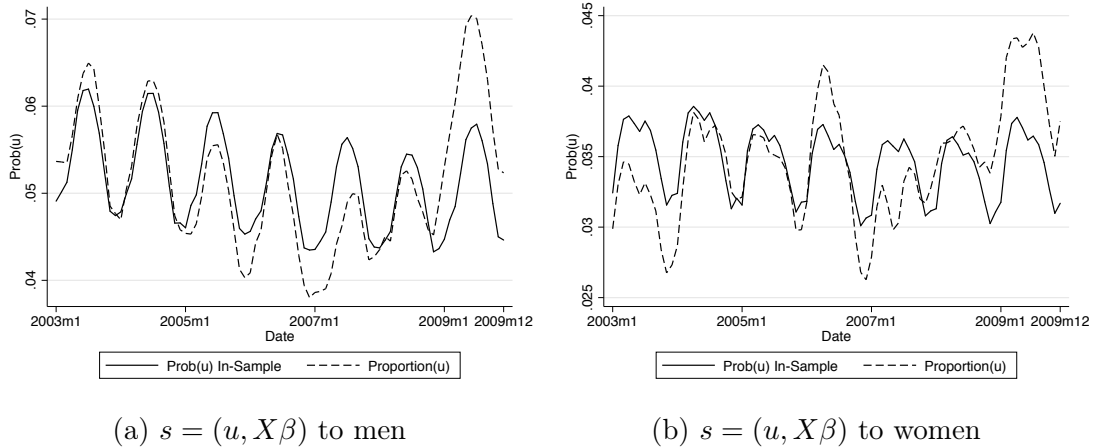 .07
.06
.05
.04
Prob(u)
2003m1 2005m1 2007m1 2009m1 2009m12
Date
Prob(u) In-Sample Proportion(u)
(a) s = (u, Xβ) to men
.045
.04
.035
.03
.025
Prob(u)
2003m1 2005m1 2007m1 2009m1 2009m12
Date
Prob(u) In-Sample Proportion(u)
(b) s = (u, Xβ) to women